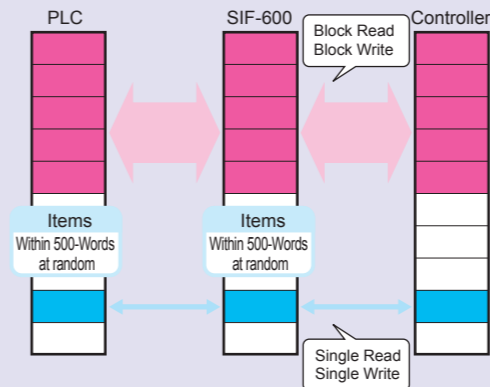 PLC
SIF-600
Controller
Block Read
Block Write
Items
Within 500-Words
at random
Items
Within 500-Words
at random
Single Read
Single Write